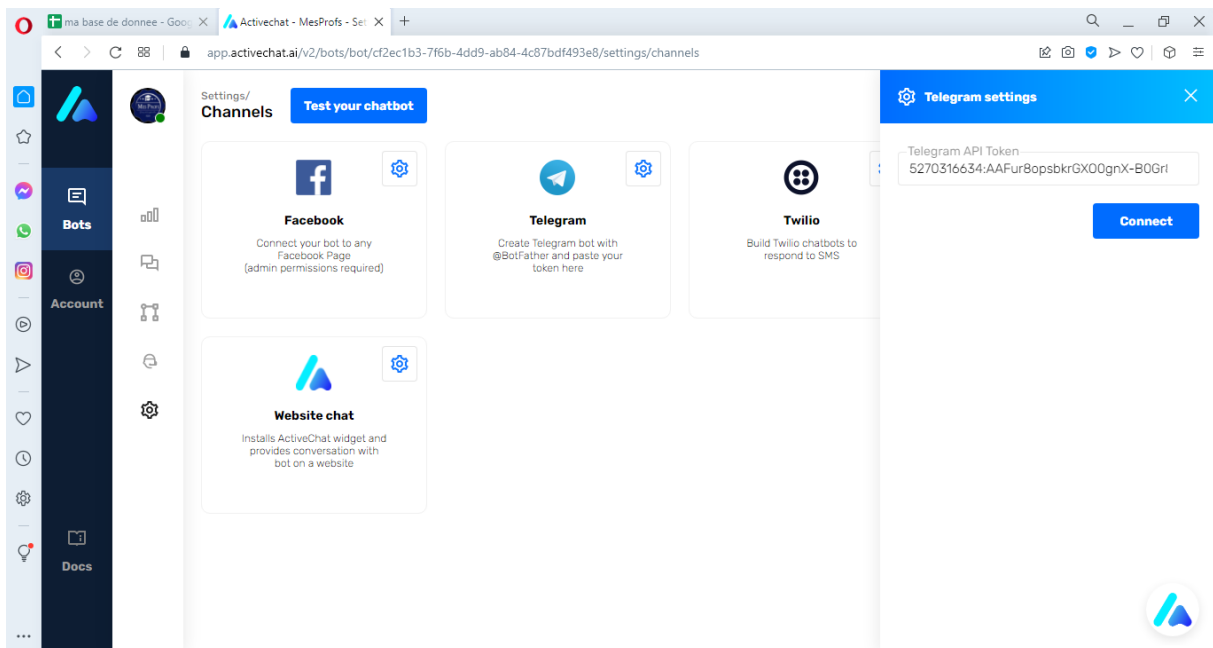 ma base de donnee - Goog
Activechat - MesProfs - Set
app.activechat.ai/v2/bots/bot/cf2ec1b3-7f6b-4dd9-ab84-4c87bdf493e8/settings/channels
Settings/
Channels
Test your chatbot
Telegram settings
Telegram API Token
5270316634:AAFur8opsbkrGXO0gnX-B0Grl
Connect
Bots
Account
Docs
Facebook
Connect your bot to any
Facebook Page
(admin permissions required)
Telegram
Create Telegram bot with
@BotFather and paste your
token here
Twilio
Build Twilio chatbots to
respond to SMS
Website chat
Installs ActiveChat widget and
provides conversation with
bot on a website